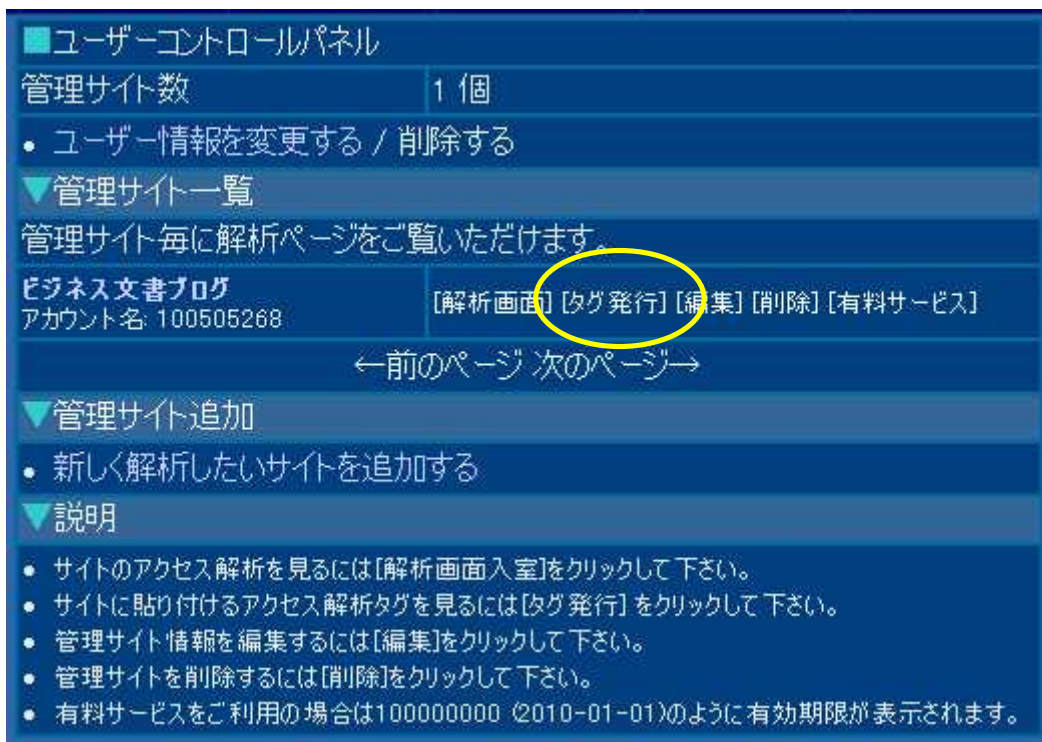 ■ユーザーコントロールパネル
管理サイト数 1 個
• ユーザー情報を変更する / 削除する
▼管理サイト一覧
管理サイト毎に解析ページをご覧いただけます。
ビジネス文書ブログ
アカウント名: 100505268
[解析画面] [タグ発行] [編集] [削除] [有料サービス]
←前のページ 次のページ→
▼管理サイト追加
• 新しく解析したいサイトを追加する
▼説明
• サイトのアクセス解析を見るには[解析画面入室]をクリックして下さい。
• サイトに貼り付けるアクセス解析タグを見るには[タグ発行] をクリックして下さい。
• 管理サイト情報を編集するには[編集]をクリックして下さい。
• 管理サイトを削除するには[削除]をクリックして下さい。
• 有料サービスをご利用の場合は100000000 (2010-01-01)のように有効期限が表示されます。